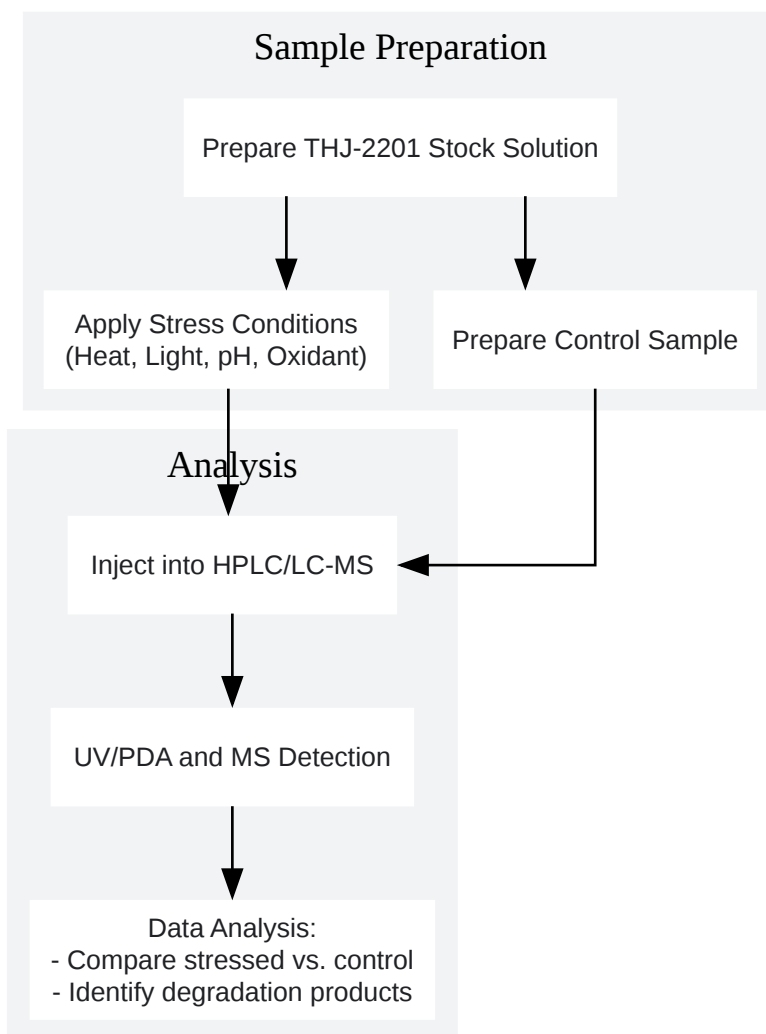 Sample Preparation
Prepare THJ-2201 Stock Solution
Apply Stress Conditions
(Heat, Light, pH, Oxidant)
Prepare Control Sample
Analysis
Inject into HPLC/LC-MS
UV/PDA and MS Detection
Data Analysis:
- Compare stressed vs. control
- Identify degradation products